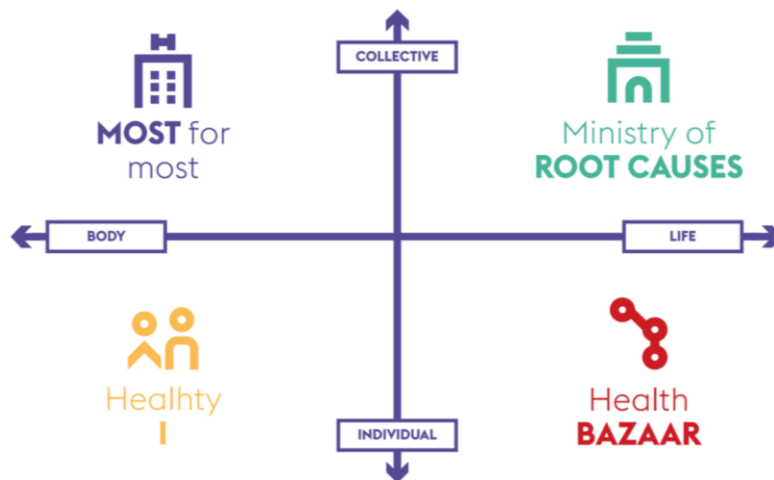 COLLECTIVE
MOST for
most
Ministry of
ROOT CAUSES
BODY
LIFE
Healhty
I
Health
BAZAAR
INDIVIDUAL